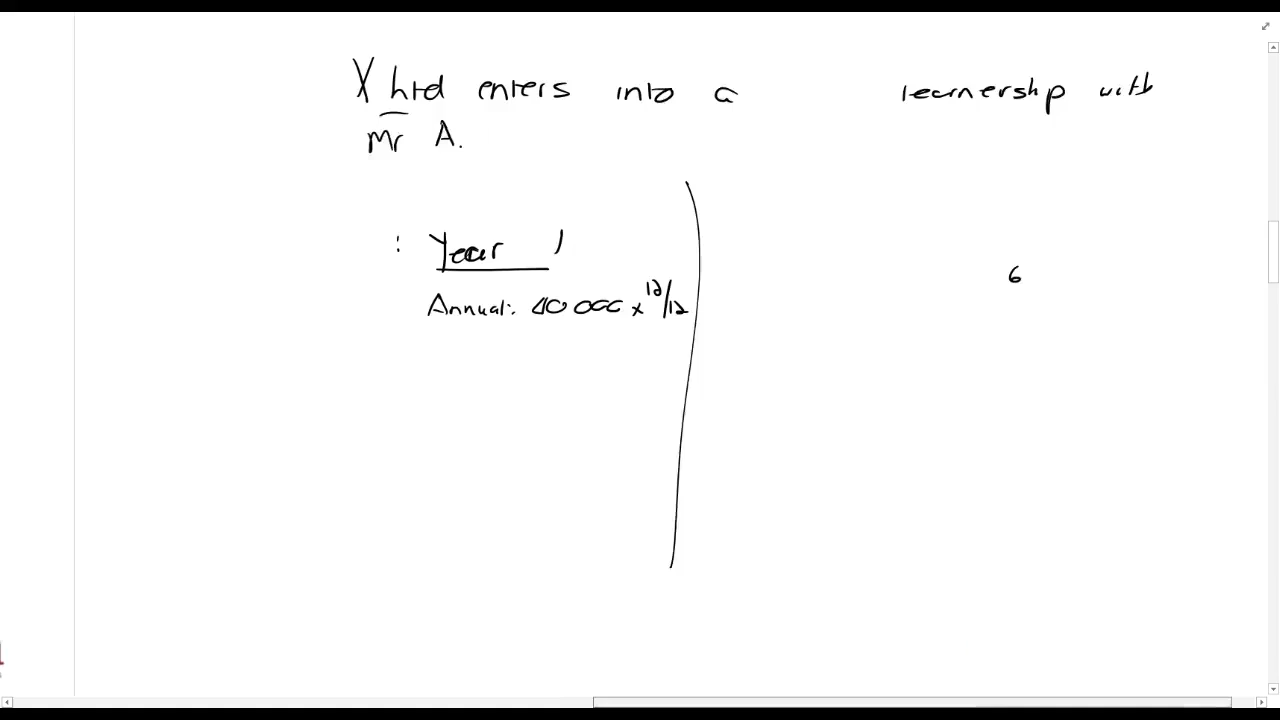 X Ltd enters into a learnership with
Mr A.
: Year 1
6
Annual: 40 000 x 12/12